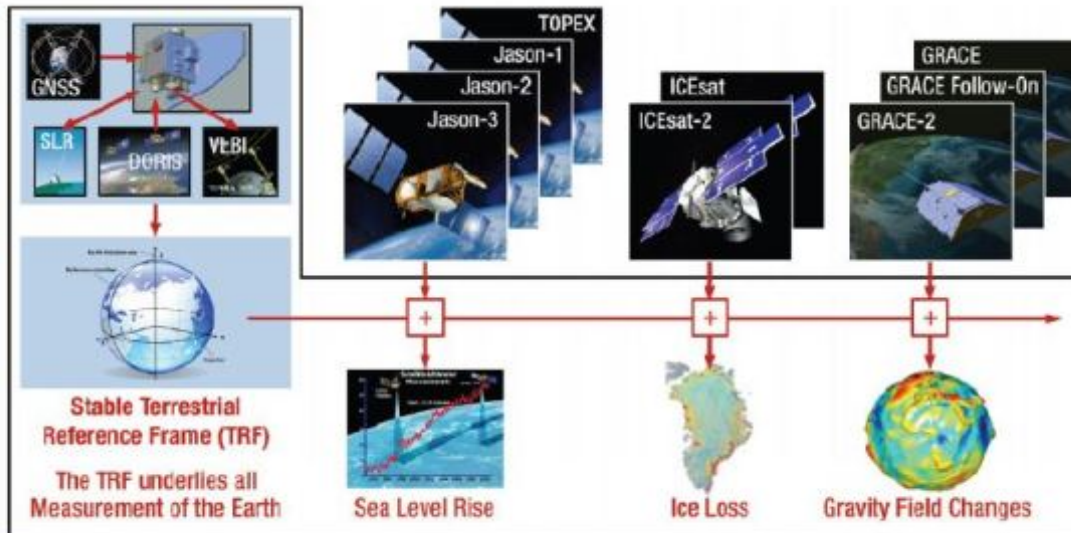 GNSS
SLR
DORIS
VLBI
TOPEX
Jason-1
Jason-2
Jason-3
ICEsat
ICEsat-2
GRACE
GRACE Follow-On
GRACE-2
+
+
+
Stable Terrestrial
Reference Frame (TRF)
The TRF underlies all
Measurement of the Earth
Sea Level Rise
Ice Loss
Gravity Field Changes